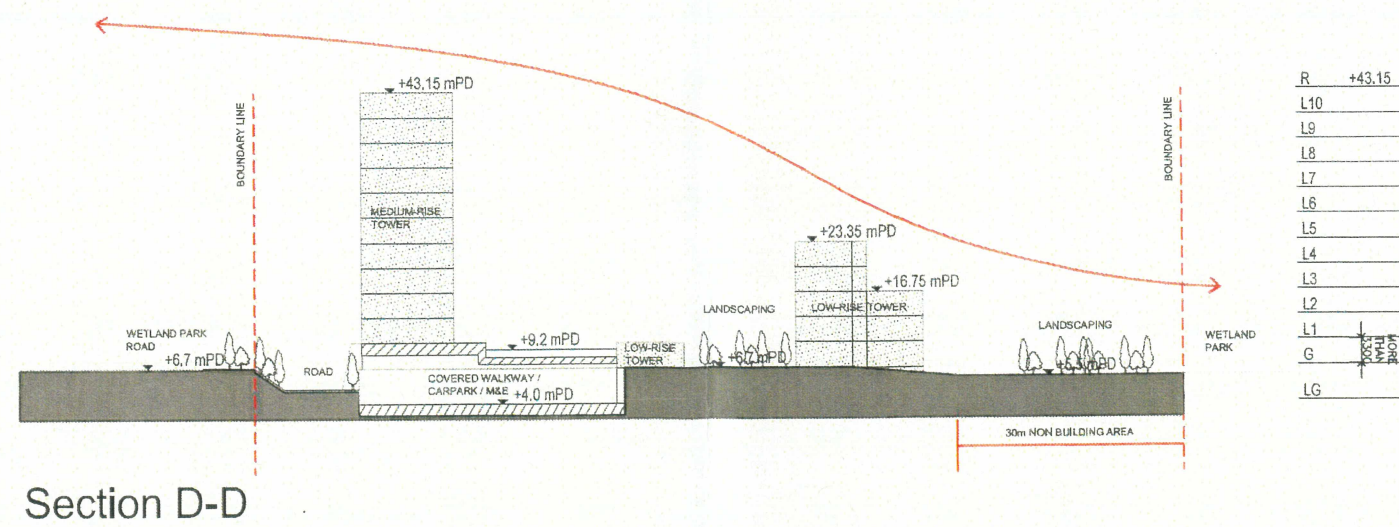 +43.15 mPD
BOUNDARY LINE
MEDIUM-RISE
TOWER
WETLAND PARK
ROAD
+6.7 mPD
ROAD
+9.2 mPD
COVERED WALKWAY /
CARPARK / M&E
+4.0 mPD
LOW-RISE
TOWER
LANDSCAPING
+6.7 mPD
+23.35 mPD
+16.75 mPD
LOW-RISE TOWER
LANDSCAPING
mPD
30m NON BUILDING AREA
BOUNDARY LINE
WETLAND
PARK
R +43.15
L10
L9
L8
L7
L6
L5
L4
L3
L2
L1
G
LG
MORE
THAN
Section D-D